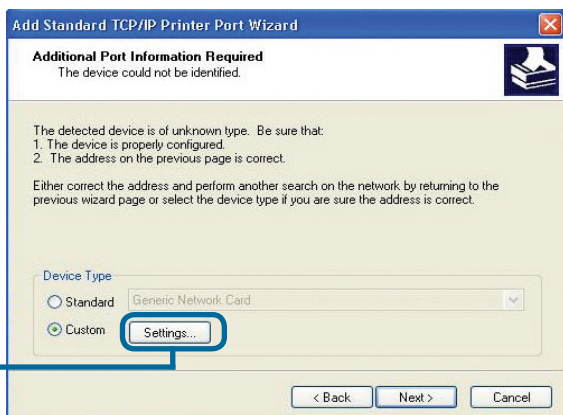 Add Standard TCP/IP Printer Port Wizard
Additional Port Information Required
The device could not be identified.
The detected device is of unknown type. Be sure that:
1. The device is properly configured.
2. The address on the previous page is correct.
Either correct the address and perform another search on the network by returning to the
previous wizard page or select the device type if you are sure the address is correct.
Device Type
Standard
Generic Network Card
Custom
Settings...
< Back
Next >
Cancel